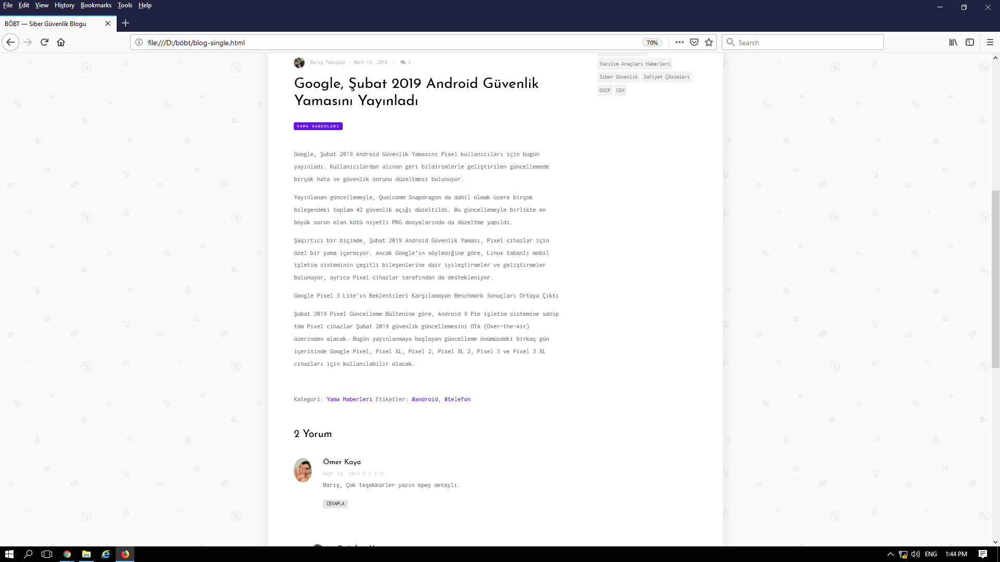 File Edit View History Bookmarks Tools Help
BÖBT — Siber Güvenlik Blogu
file:///D:/böbt/blog-single.html
70%
Search
Barış Tanışlar • Mart 15, 2019 • 3
Google, Şubat 2019 Android Güvenlik
Yamasını Yayınladı
YAMA HABERLERI
Google, Şubat 2019 Android Güvenlik Yamasını Pixel kullanıcıları için bugün
yayınladı. Kullanıcılardan alınan geri bildirimlerle geliştirilen güncellemede
birçok hata ve güvenlik sorunu düzeltmesi bulunuyor.
Yayınlanan güncellemeyle, Qualcomm Snapdragon da dahil olmak üzere birçok
bileşendeki toplam 42 güvenlik açığı düzeltildi. Bu güncellemeyle birlikte en
büyük sorun olan kötü niyetli PNG dosyalarında da düzeltme yapıldı.
Şaşırtıcı bir biçimde, Şubat 2019 Android Güvenlik Yaması, Pixel cihazlar için
özel bir yama içermiyor. Ancak Google’ın söylediğine göre, Linux tabanlı mobil
işletim sisteminin çeşitli bileşenlerine dair iyileştirmeler ve geliştirmeler
bulunuyor, ayrıca Pixel cihazlar tarafından da destekleniyor.
Google Pixel 3 Lite'ın Beklentileri Karşılamayan Benchmark Sonuçları Ortaya Çıktı
Şubat 2019 Pixel Güncelleme Bültenine göre, Android 9 Pie işletim sistemine sahip
tüm Pixel cihazlar Şubat 2019 güvenlik güncellemesini OTA (Over-the-Air)
üzerinden alacak. Bugün yayınlanmaya başlayan güncelleme önümüzdeki birkaç gün
içerisinde Google Pixel, Pixel XL, Pixel 2, Pixel XL 2, Pixel 3 ve Pixel 3 XL
cihazları için kullanılabilir olacak.
Kategori: Yama Haberleri Etiketler: #android, #telefon
2 Yorum
Ömer Kaya
MART 18, 2019 Ö.S 2:21
Barış, Çok teşekkürler yazın epey detaylı.
CEVAPLA
Yazılım Araçları Haberleri
Siber Güvenlik Zafiyet Çözümleri
OSCP CEH
ENG
1:44 PM